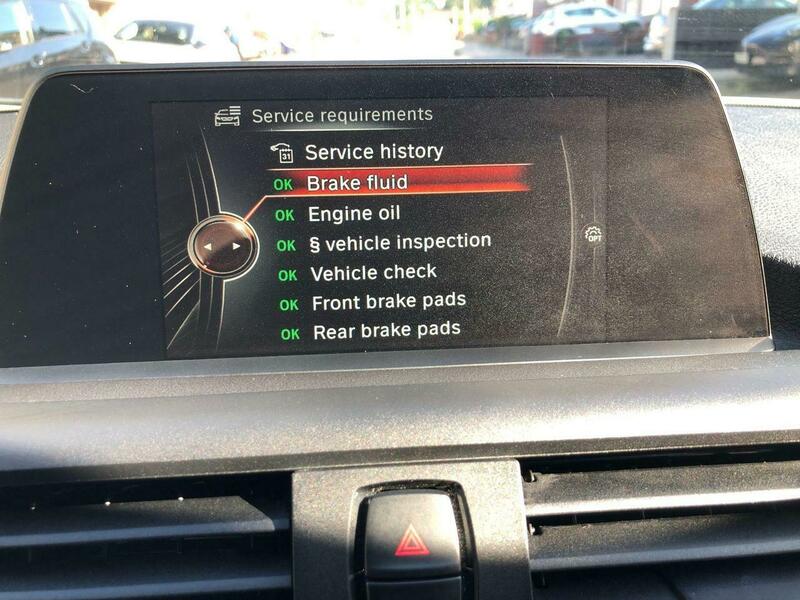 Service requirements
31 Service history
OK Brake fluid
OK Engine oil
OK § vehicle inspection
OPT
OK Vehicle check
OK Front brake pads
OK Rear brake pads